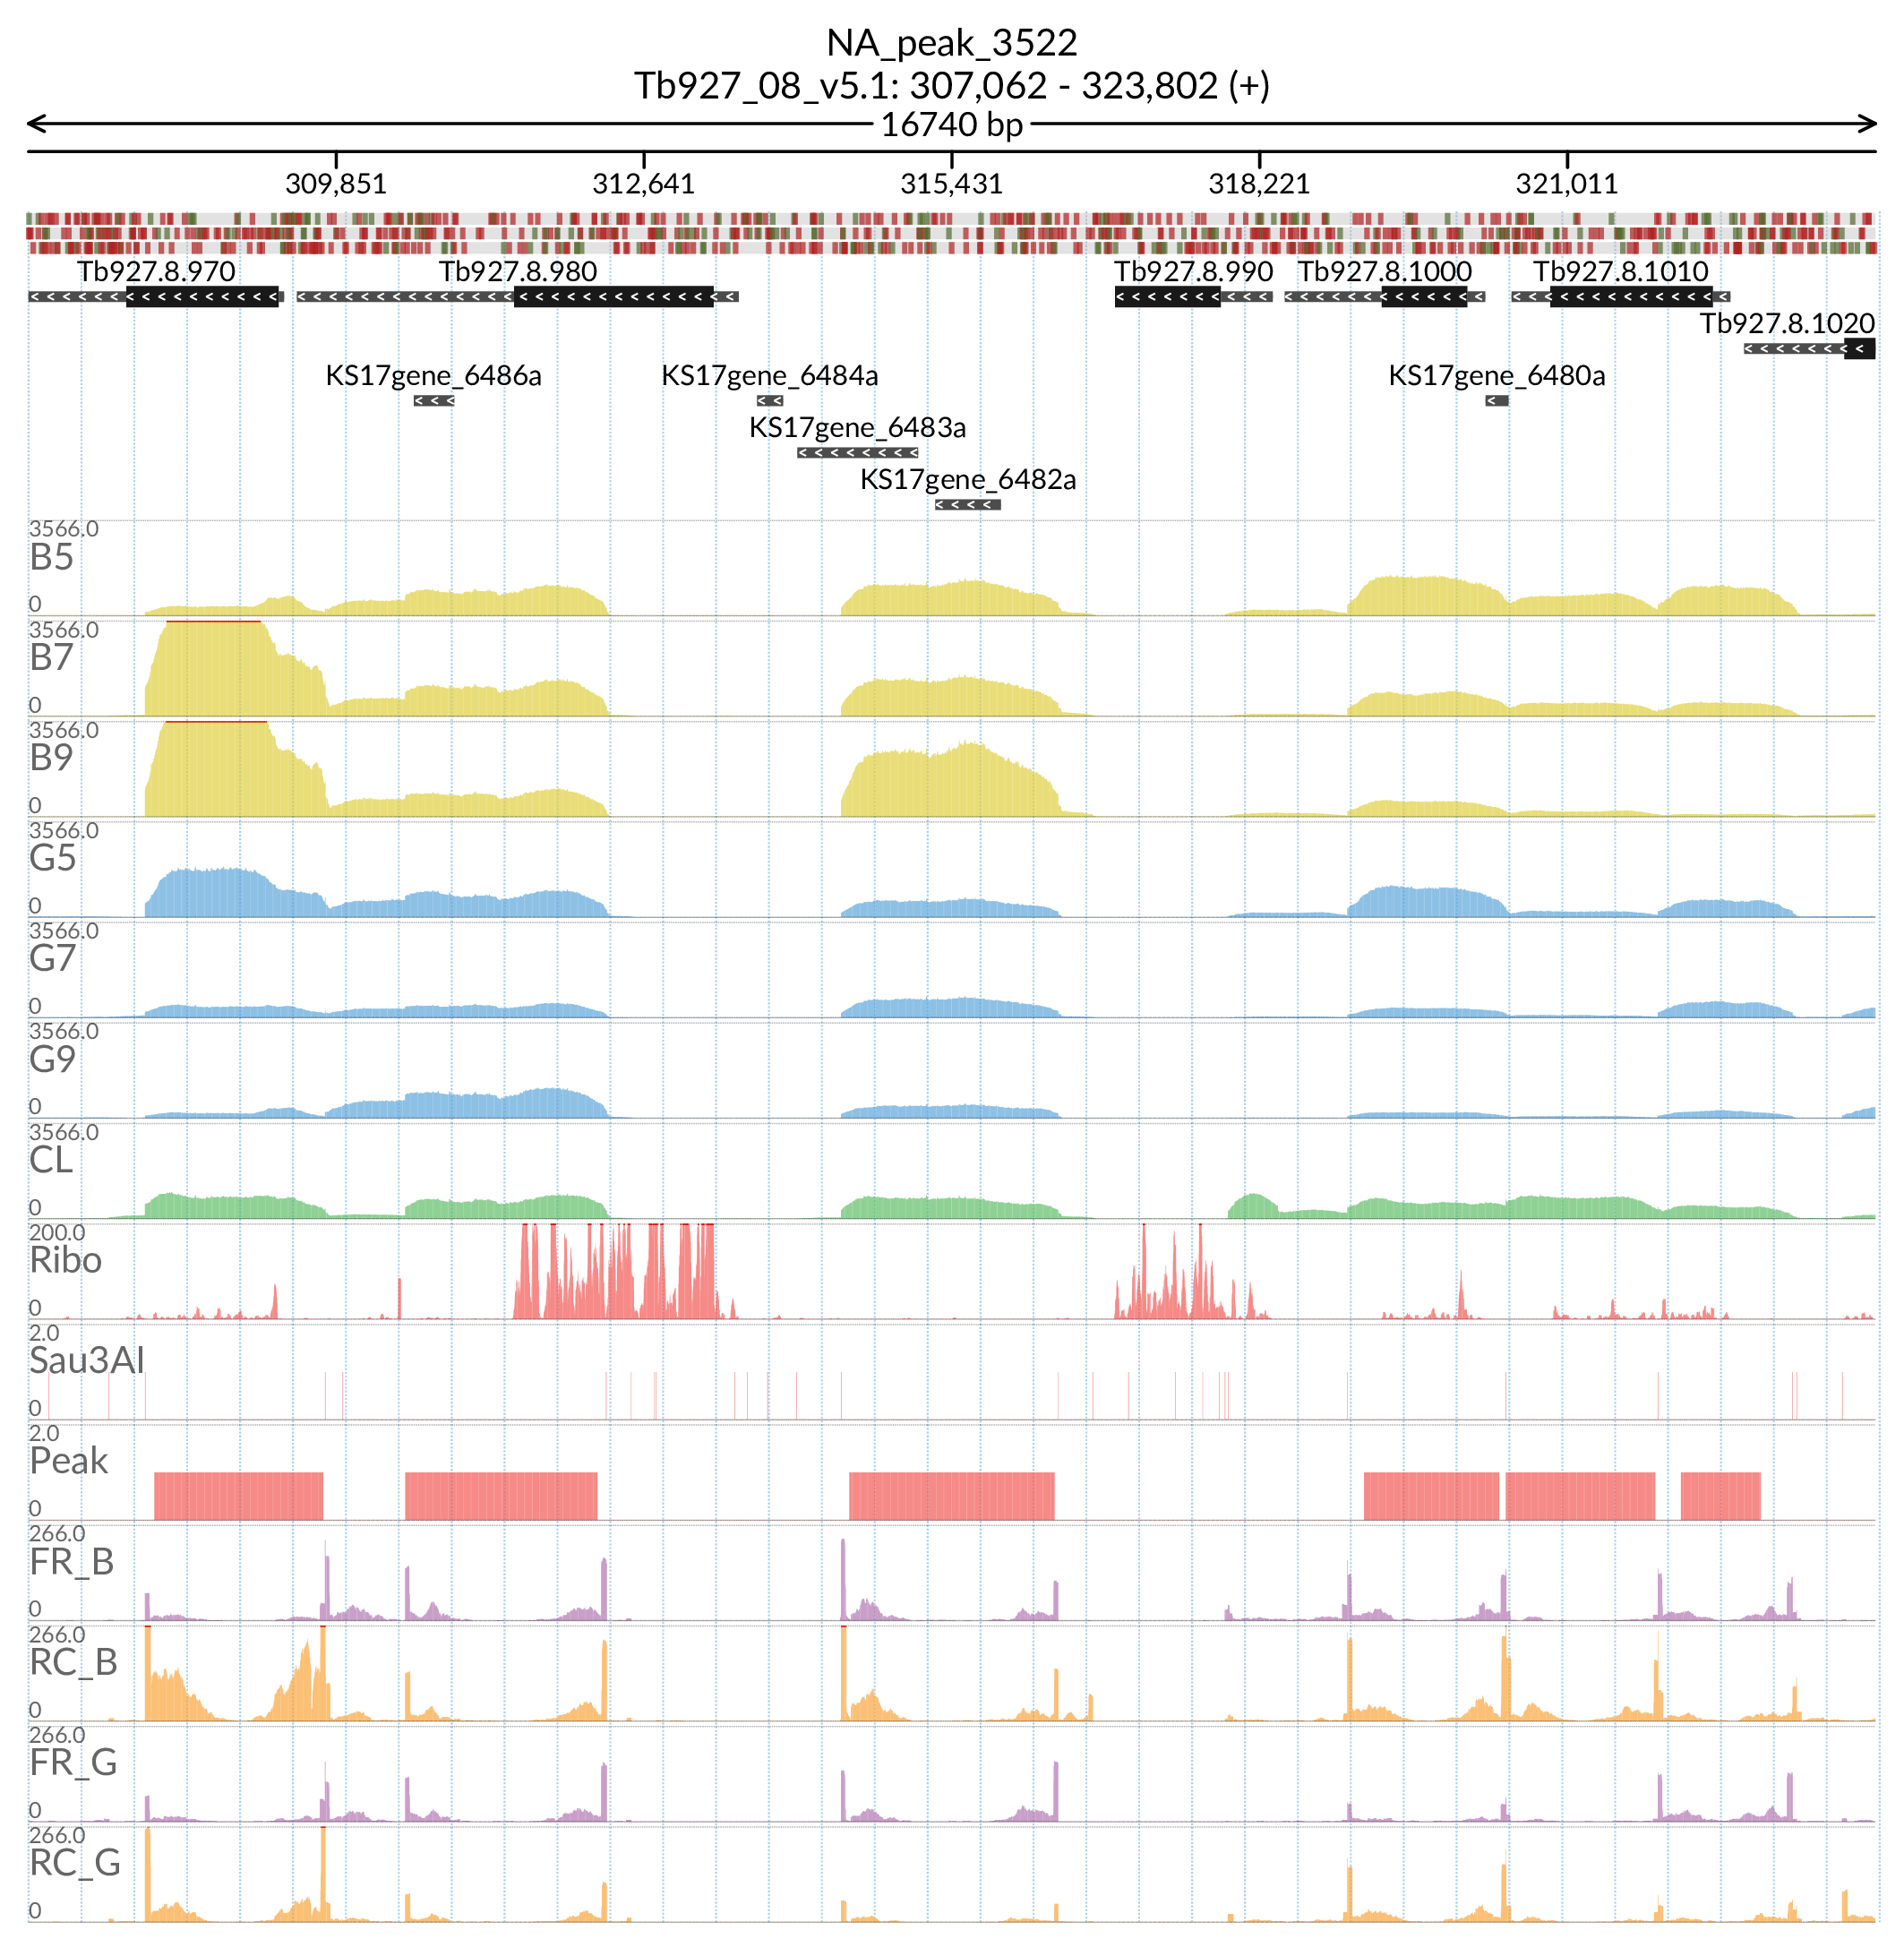 NA_peak_3522
Tb927_08_v5.1: 307,062 - 323,802 (+)
16740 bp
309,851 312,641 315,431 318,221 321,011
Tb927.8.970 Tb927.8.980 Tb927.8.990 Tb927.8.1000 Tb927.8.1010
Tb927.8.1020
KS17gene_6486a KS17gene_6484a KS17gene_6480a
KS17gene_6483a
KS17gene_6482a
3566.0
B5
0
3566.0
B7
0
3566.0
B9
0
3566.0
G5
0
3566.0
G7
0
3566.0
G9
0
3566.0
CL
0
200.0
Ribo
0
2.0
Sau3AI
0
2.0
Peak
0
266.0
FR_B
0
266.0
RC_B
0
266.0
FR_G
0
266.0
RC_G
0